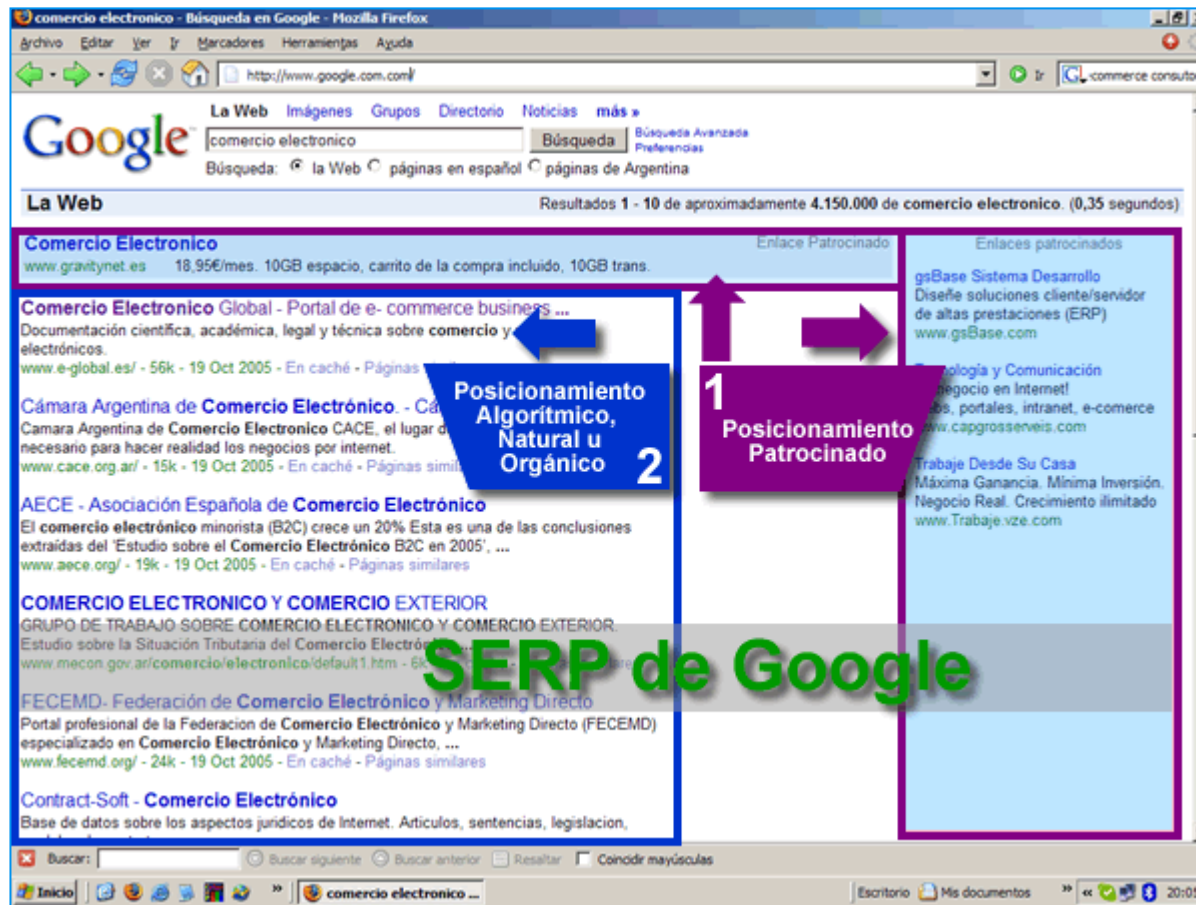 comercio electronico - Búsqueda en Google - Mozilla Firefox
Archivo Editar Ver Ir Marcadores Herramientas Ayuda
http://www.google.com.com/ Ir commerce consuto
Google
La Web Imágenes Grupos Directorio Noticias más »
comercio electronico Búsqueda Búsqueda Avanzada
Preferencias
Búsqueda: la Web páginas en español páginas de Argentina
La Web Resultados 1 - 10 de aproximadamente 4.150.000 de comercio electronico. (0,35 segundos)
Comercio Electronico Enlace Patrocinado
www.gravitynet.es 18,95€/mes. 10GB espacio, carrito de la compra incluido, 10GB trans.
Comercio Electronico Global - Portal de e- commerce business ...
Documentación científica, académica, legal y técnica sobre comercio y
electrónicos.
www.e-global.es/ - 56k - 19 Oct 2005 - En caché - Páginas
Cámara Argentina de Comercio Electrónico. -
Camara Argentina de Comercio Electronico CACE, el lugar
necesario para hacer realidad los negocios por internet.
www.cace.org.ar/ - 15k - 19 Oct 2005 - En caché - Páginas
AECE - Asociación Española de Comercio Electrónico
El comercio electrónico minorista (B2C) crece un 20% Esta es una de las conclusiones
extraídas del 'Estudio sobre el Comercio Electrónico B2C en 2005', ...
www.aece.org/ - 19k - 19 Oct 2005 - En caché - Páginas similares
COMERCIO ELECTRONICO Y COMERCIO EXTERIOR
GRUPO DE TRABAJO SOBRE COMERCIO ELECTRONICO Y COMERCIO EXTERIOR.
Estudio sobre la Situación Tributaria del Comercio
www.mecon.gov.ar/comercio/electronico/default1.htm -
FECEMD- Federación de Comercio Electrónico y Marketing Directo
Portal profesional de la Federacion de Comercio Electrónico y Marketing Directo (FECEMD)
especializado en Comercio Electrónico y Marketing Directo, ...
www.fecemd.org/ - 24k - 19 Oct 2005 - En caché - Páginas similares
Contract-Soft - Comercio Electrónico
Base de datos sobre los aspectos juridicos de Internet. Articulos, sentencias, legislacion,
Posicionamiento
Algorítmico,
Natural u
Orgánico 2
1
Posicionamiento
Patrocinado
Enlaces patrocinados
gsBase Sistema Desarrollo
Diseñe soluciones cliente/servidor
de altas prestaciones (ERP)
www.gsBase.com
y Comunicación
negocio en Internet!
portales, intranet, e-comerce
www.capgrosserveis.com
Trabaje Desde Su Casa
Máxima Ganancia. Mínima Inversión.
Negocio Real. Crecimiento ilimitado
www.Trabaje.vze.com
SERP de Google
Buscar: Buscar siguiente Buscar anterior Resaltar Coincidir mayúsculas
Inicio » comercio electronico ... Escritorio Mis documentos » « 20:05